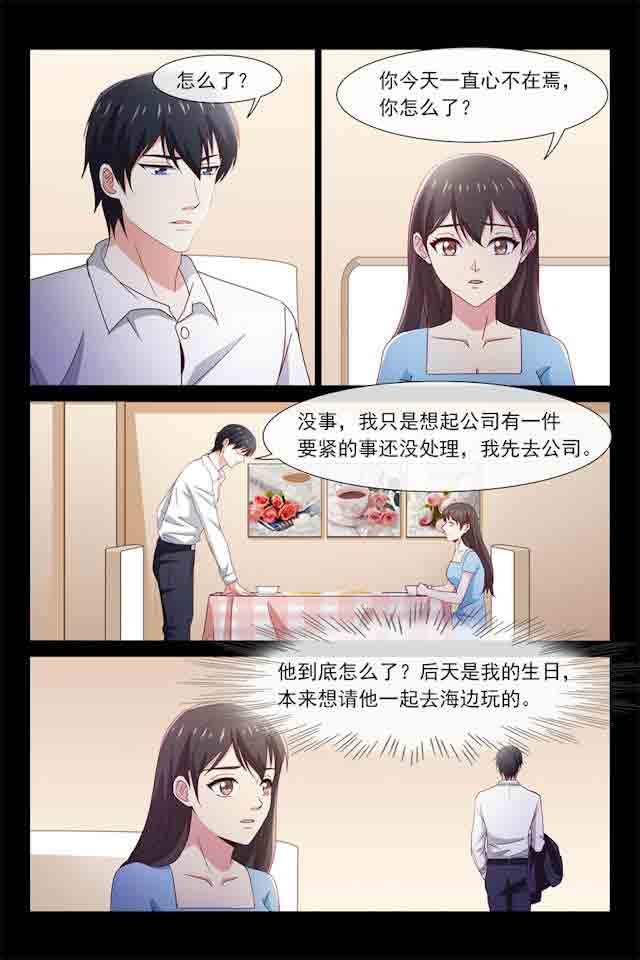 怎么了？
你今天一直心不在焉，
你怎么了？
没事，我只是想起公司有一件
要紧的事还没处理，我先去公司。
他到底怎么了？后天是我的生日，
本来想请他一起去海边玩的。